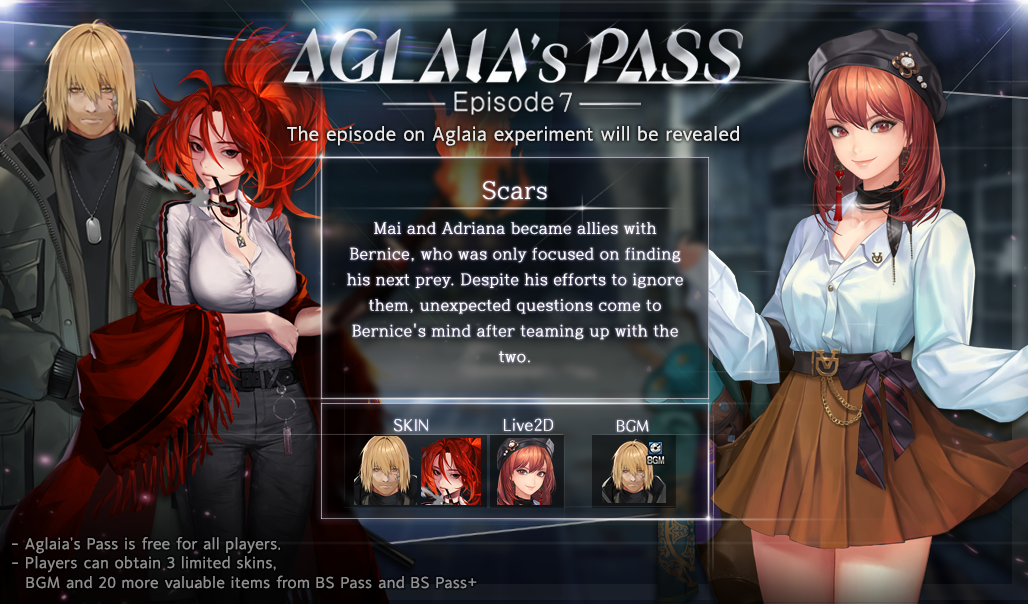 AGLAIA's PASS
Episode 7
The episode on Aglaia experiment will be revealed
Scars
Mai and Adriana became allies with
Bernice, who was only focused on finding
his next prey. Despite his efforts to ignore
them, unexpected questions come to
Bernice's mind after teaming up with the
two.
SKIN
Live2D
BGM
BGM
- Aglaia's Pass is free for all players.
- Players can obtain 3 limited skins,
BGM and 20 more valuable items from BS Pass and BS Pass+